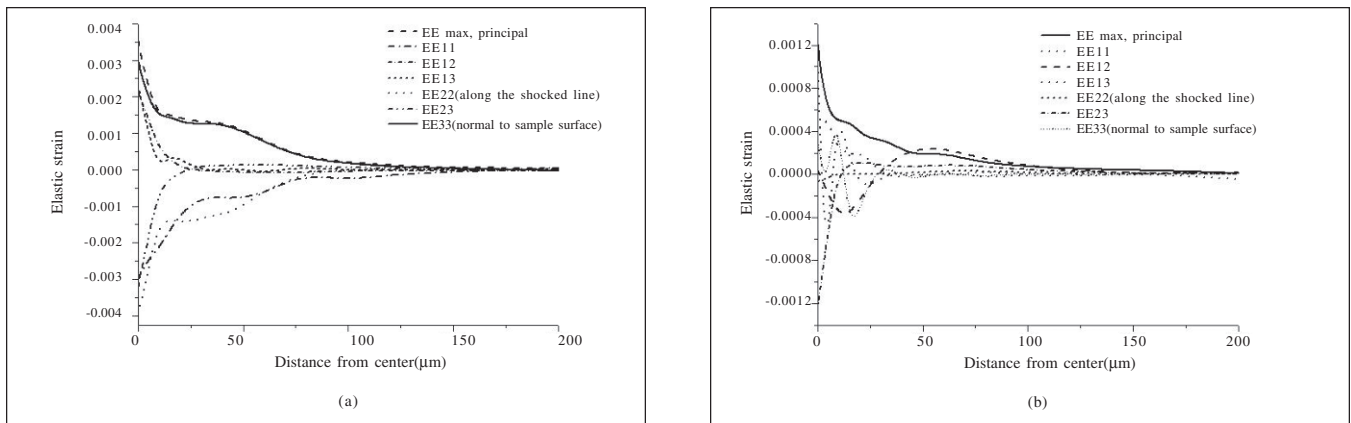 0.004
0.003
0.002
0.001
0.000
-0.001
-0.002
-0.003
-0.004
Elastic strain
EE max, principal
EE11
EE12
EE13
EE22(along the shocked line)
EE23
EE33(normal to sample surface)
0 50 100 150 200
Distance from center(μm)
(a)
0.0012
0.0008
0.0004
0.0000
-0.0004
-0.0008
-0.0012
Elastic strain
EE max, principal
EE11
EE12
EE13
EE22(along the shocked line)
EE23
EE33(normal to sample surface)
0 50 100 150 200
Distance from center(μm)
(b)